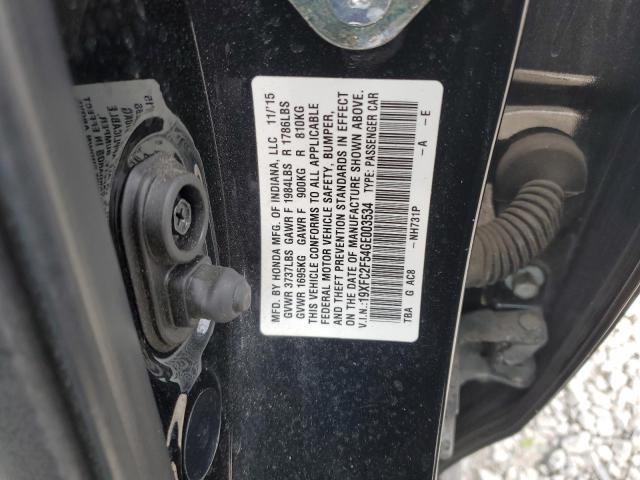 MFD. BY HONDA MFG. OF INDIANA, LLC 11/15
GVWR 3737LBS GAWR F 1984LBS R 1786LBS
GVWR 1695KG GAWR F 900KG R 810KG
THIS VEHICLE CONFORMS TO ALL APPLICABLE
FEDERAL MOTOR VEHICLE SAFETY, BUMPER,
AND THEFT PREVENTION STANDARDS IN EFFECT
ON THE DATE OF MANUFACTURE SHOWN ABOVE.
V.I.N.:19XFC2F54GE003534 TYPE: PASSENGER CAR
TBA G AC8 -NH731P -A -E